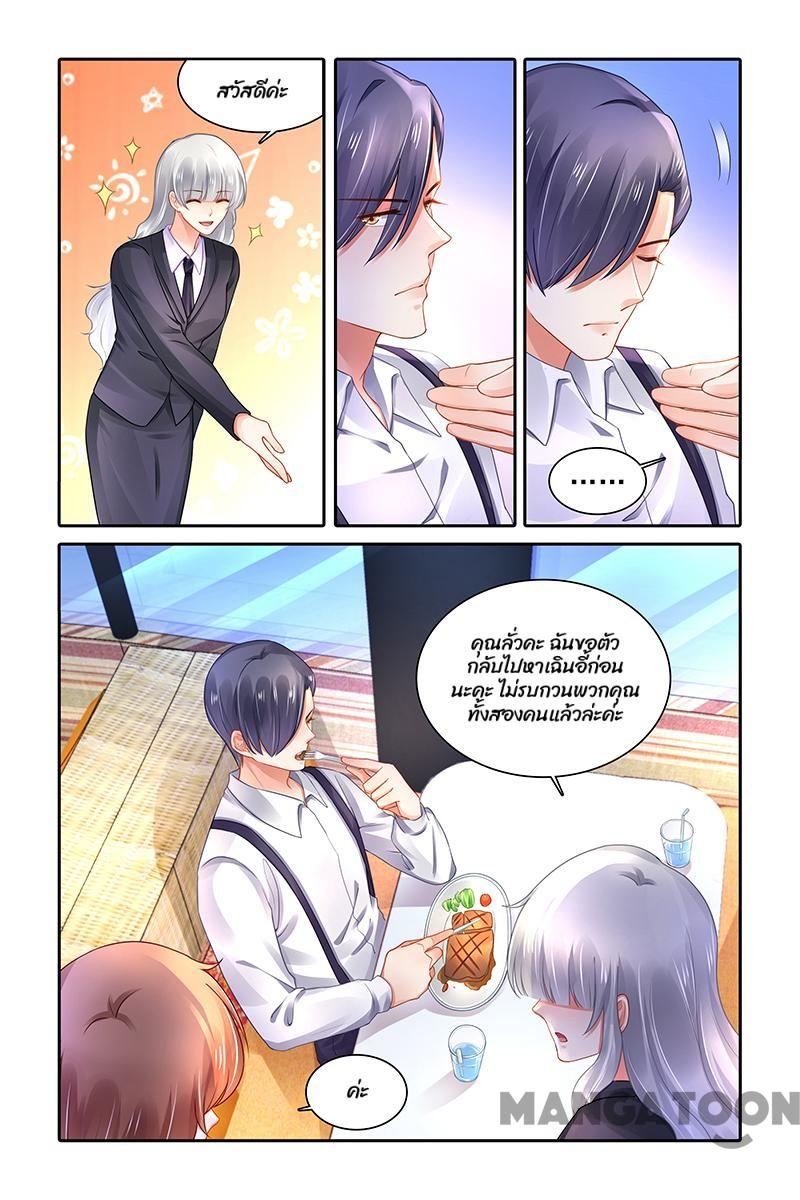 สวัสดีค่ะ
……
คุณลั่วคะ ฉันขอตัว
กลับไปหาเฉินอี้ก่อน
นะคะ ไม่รบกวนพวกคุณ
ทั้งสองคนแล้วล่ะค่ะ
ค่ะ
MANGATOON